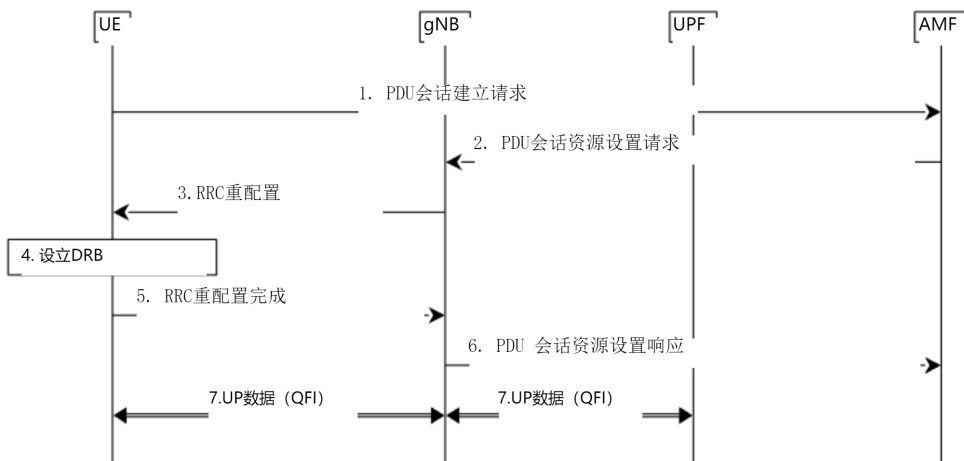 UE
gNB
UPF
AMF
1. PDU会话建立请求
2. PDU会话资源设置请求
3.RRC重配置
4. 设立DRB
5. RRC重配置完成
6. PDU 会话资源设置响应
7.UP数据（QFI）
7.UP数据（QFI）